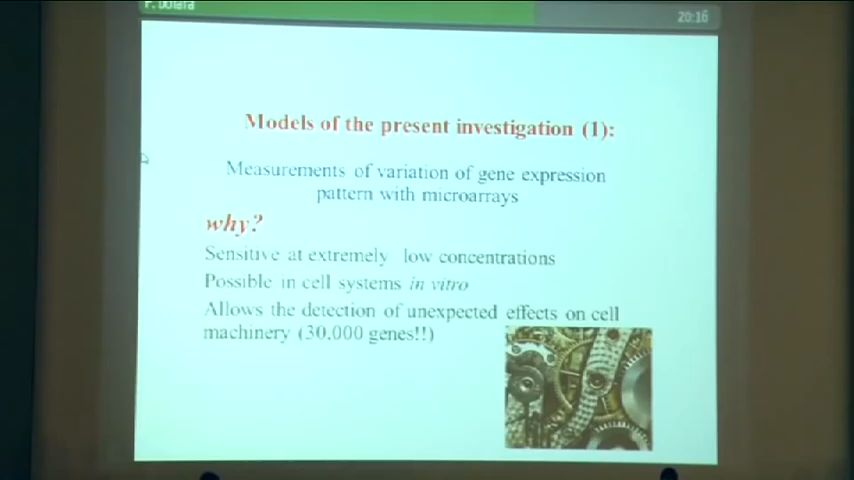 P. Dolara
20:16
Models of the present investigation (1):
Measurements of variation of gene expression
pattern with microarrays
why?
Sensitive at extremely low concentrations
Possible in cell systems in vitro
Allows the detection of unexpected effects on cell
machinery (30.000 genes!!)